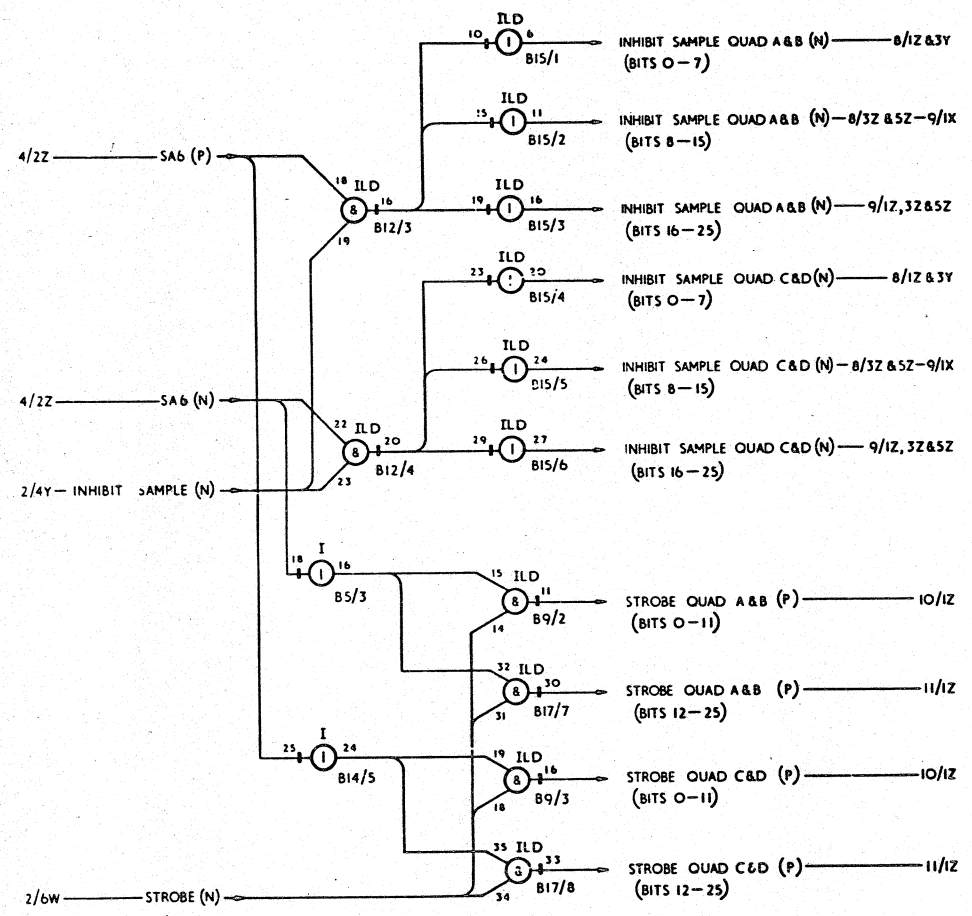 ILD
10 1 6 INHIBIT SAMPLE QUAD A&B (N) 8/1Z &3Y
B15/1 (BITS 0-7)
ILD
15 1 11 INHIBIT SAMPLE QUAD A&B (N)-8/3Z &5Z-9/1X
B15/2 (BITS 8-15)
4/2Z SA6 (P)
18 ILD
& 16
19 B12/3
ILD
19 1 16 INHIBIT SAMPLE QUAD A&B (N) 9/1Z,3Z&5Z
B15/3 (BITS 16-25)
ILD
23 20 INHIBIT SAMPLE QUAD C&D(N) 8/1Z &3Y
B15/4 (BITS 0-7)
ILD
26 1 24 INHIBIT SAMPLE QUAD C&D (N)-8/3Z &5Z-9/1X
B15/5 (BITS 8-15)
4/2Z SA6 (N)
22 ILD
& 20
23 B12/4
ILD
29 1 27 INHIBIT SAMPLE QUAD C&D(N) 9/1Z, 3Z&5Z
B15/6 (BITS 16-25)
2/4Y- INHIBIT SAMPLE (N)
I
18 1 16
B5/3
15 ILD
& 11 STROBE QUAD A&B (P) 10/1Z
14 B9/2 (BITS 0-11)
32 ILD
& 30 STROBE QUAD A&B (P) 11/1Z
31 B17/7 (BITS 12-25)
I
25 1 24
B14/5
19 ILD
& 16 STROBE QUAD C&D (P) 10/1Z
18 B9/3 (BITS 0-11)
35 ILD
& 33 STROBE QUAD C&D (P) 11/1Z
34 B17/8 (BITS 12-25)
2/6W STROBE (N)